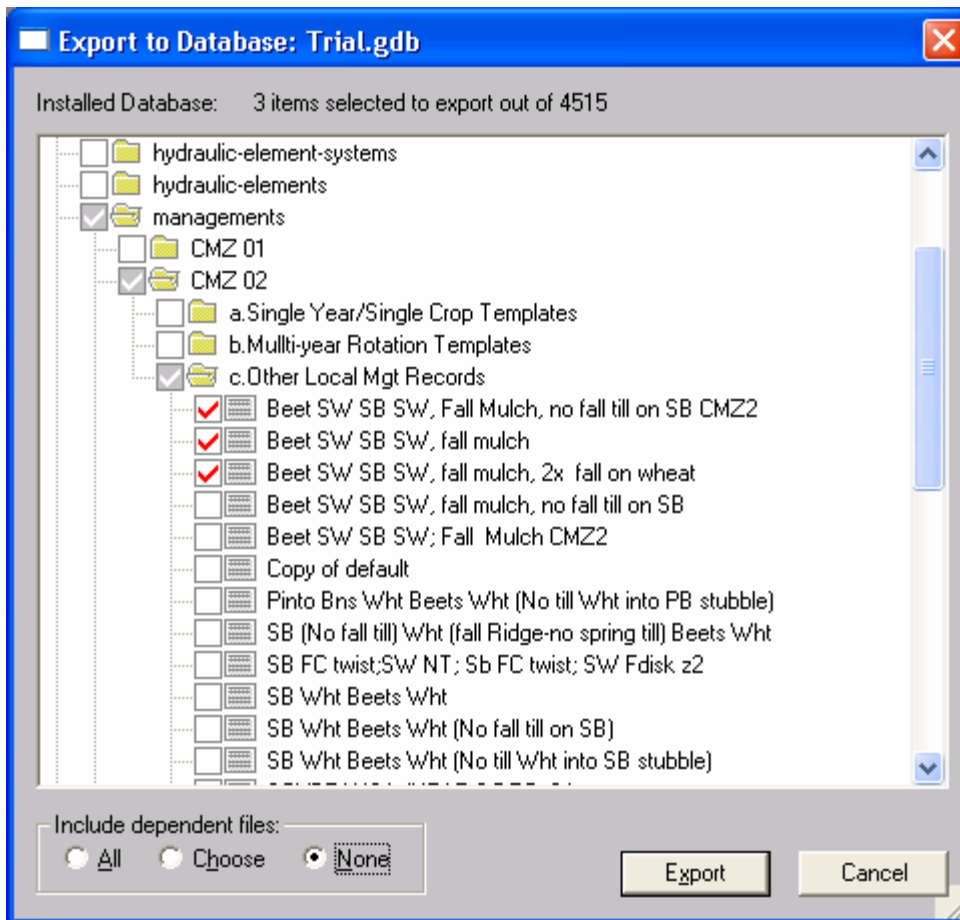 Export to Database: Trial.gdb
Installed Database: 3 items selected to export out of 4515
hydraulic-element-systems
hydraulic-elements
managements
CMZ 01
CMZ 02
a.Single Year/Single Crop Templates
b.Mullti-year Rotation Templates
c.Other Local Mgt Records
Beet SW SB SW, Fall Mulch, no fall till on SB CMZ2
Beet SW SB SW, fall mulch
Beet SW SB SW, fall mulch, 2x  fall on wheat
Beet SW SB SW, fall mulch, no fall till on SB
Beet SW SB SW; Fall  Mulch CMZ2
Copy of default
Pinto Bns Wht Beets Wht (No till Wht into PB stubble)
SB (No fall till) Wht (fall Ridge-no spring till) Beets Wht
SB FC twist;SW NT; Sb FC twist; SW Fdisk z2
SB Wht Beets Wht
SB Wht Beets Wht (No fall till on SB)
SB Wht Beets Wht (No till Wht into SB stubble)
Include dependent files:
All Choose None
Export Cancel